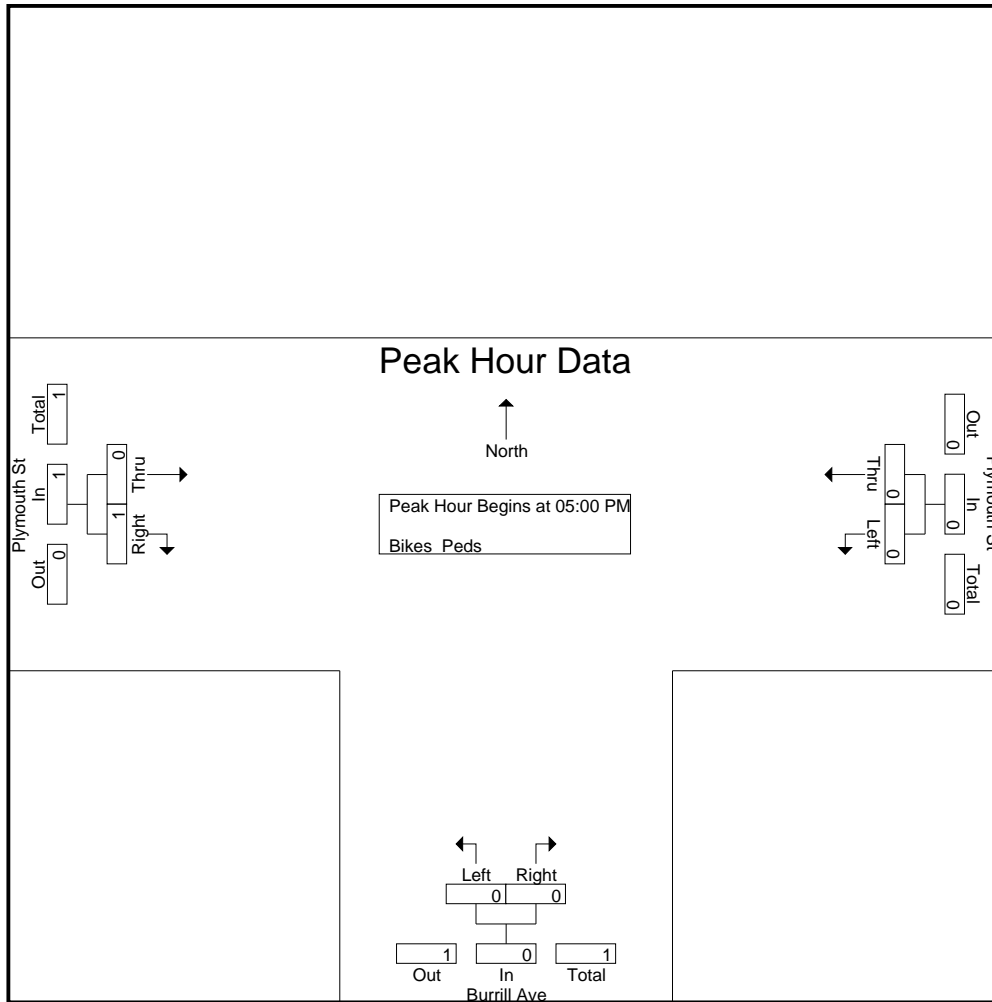 Peak Hour Data
North
Peak Hour Begins at 05:00 PM
Bikes Peds
Plymouth St
Total
1
In
1
Out
0
Thru
0
Right
1
Plymouth St
Out
0
In
0
Total
0
Thru
0
Left
0
Left Right
0 0
1 0 1
Out In Total
Burrill Ave